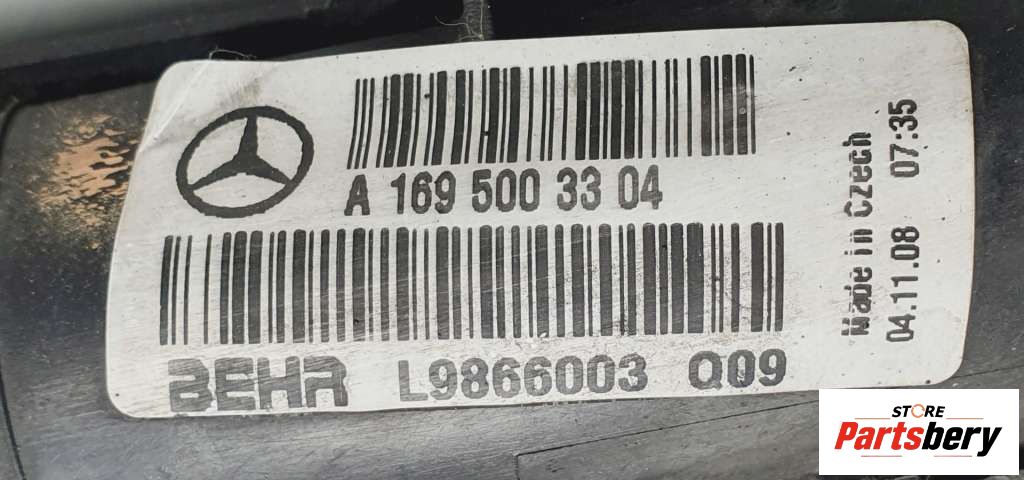 A 169 500 33 04
BEHR L9866003 Q09
Made in Czech
04.11.08 07:35
STORE
Partsbery